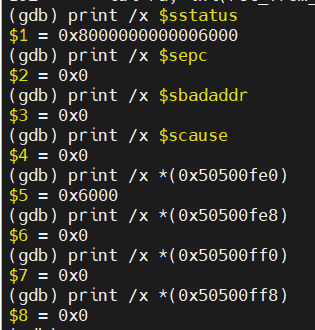 (gdb) print /x $sstatus
$1 = 0x8000000000006000
(gdb) print /x $sepc
$2 = 0x0
(gdb) print /x $sbadaddr
$3 = 0x0
(gdb) print /x $scause
$4 = 0x0
(gdb) print /x *(0x50500fe0)
$5 = 0x6000
(gdb) print /x *(0x50500fe8)
$6 = 0x0
(gdb) print /x *(0x50500ff0)
$7 = 0x0
(gdb) print /x *(0x50500ff8)
$8 = 0x0